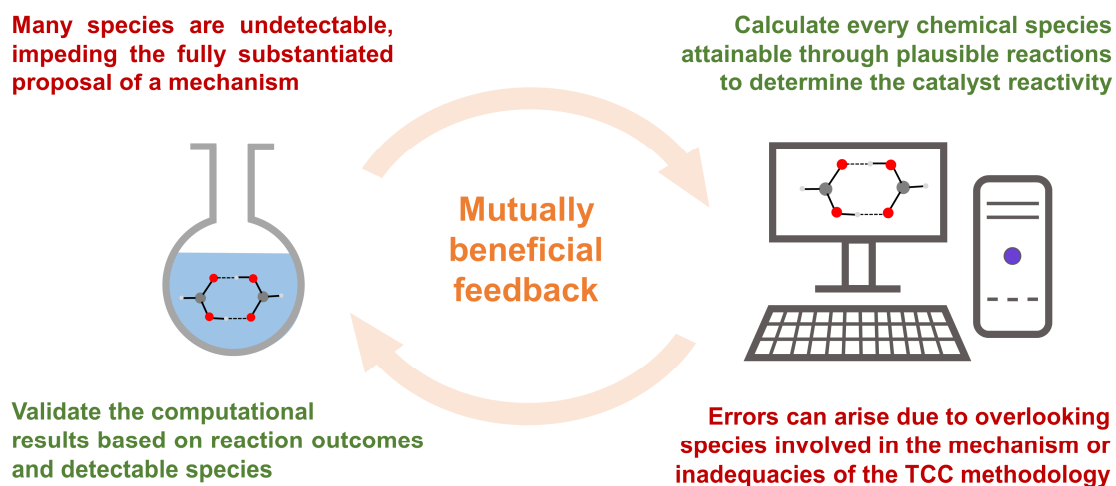 Many species are undetectable,
impeding the fully substantiated
proposal of a mechanism
Calculate every chemical species
attainable through plausible reactions
to determine the catalyst reactivity
Mutually
beneficial
feedback
Validate the computational
results based on reaction outcomes
and detectable species
Errors can arise due to overlooking
species involved in the mechanism or
inadequacies of the TCC methodology